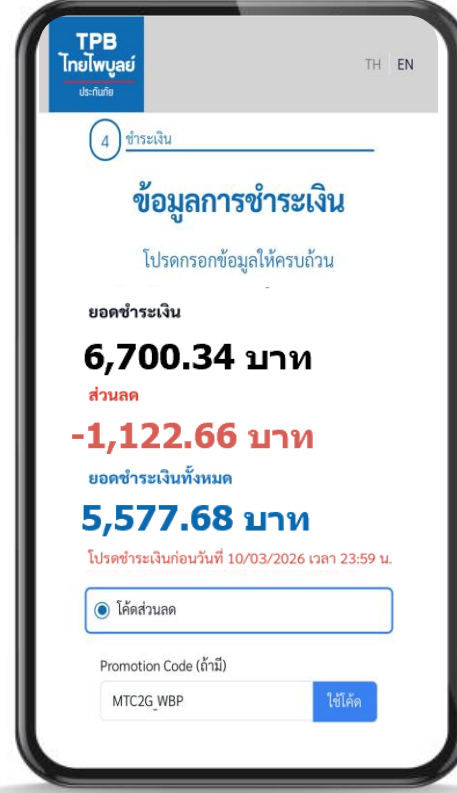 TPB
ไทยไพบูลย์
ประกันภัย
TH EN
4 ชำระเงิน
ข้อมูลการชำระเงิน
โปรดกรอกข้อมูลให้ครบถ้วน
ยอดชำระเงิน
6,700.34 บาท
ส่วนลด
-1,122.66 บาท
ยอดชำระเงินทั้งหมด
5,577.68 บาท
โปรดชำระเงินก่อนวันที่ 10/03/2026 เวลา 23:59 น.
โค้ดส่วนลด
Promotion Code (ถ้ามี)
MTC2G_WBP ใช้โค้ด